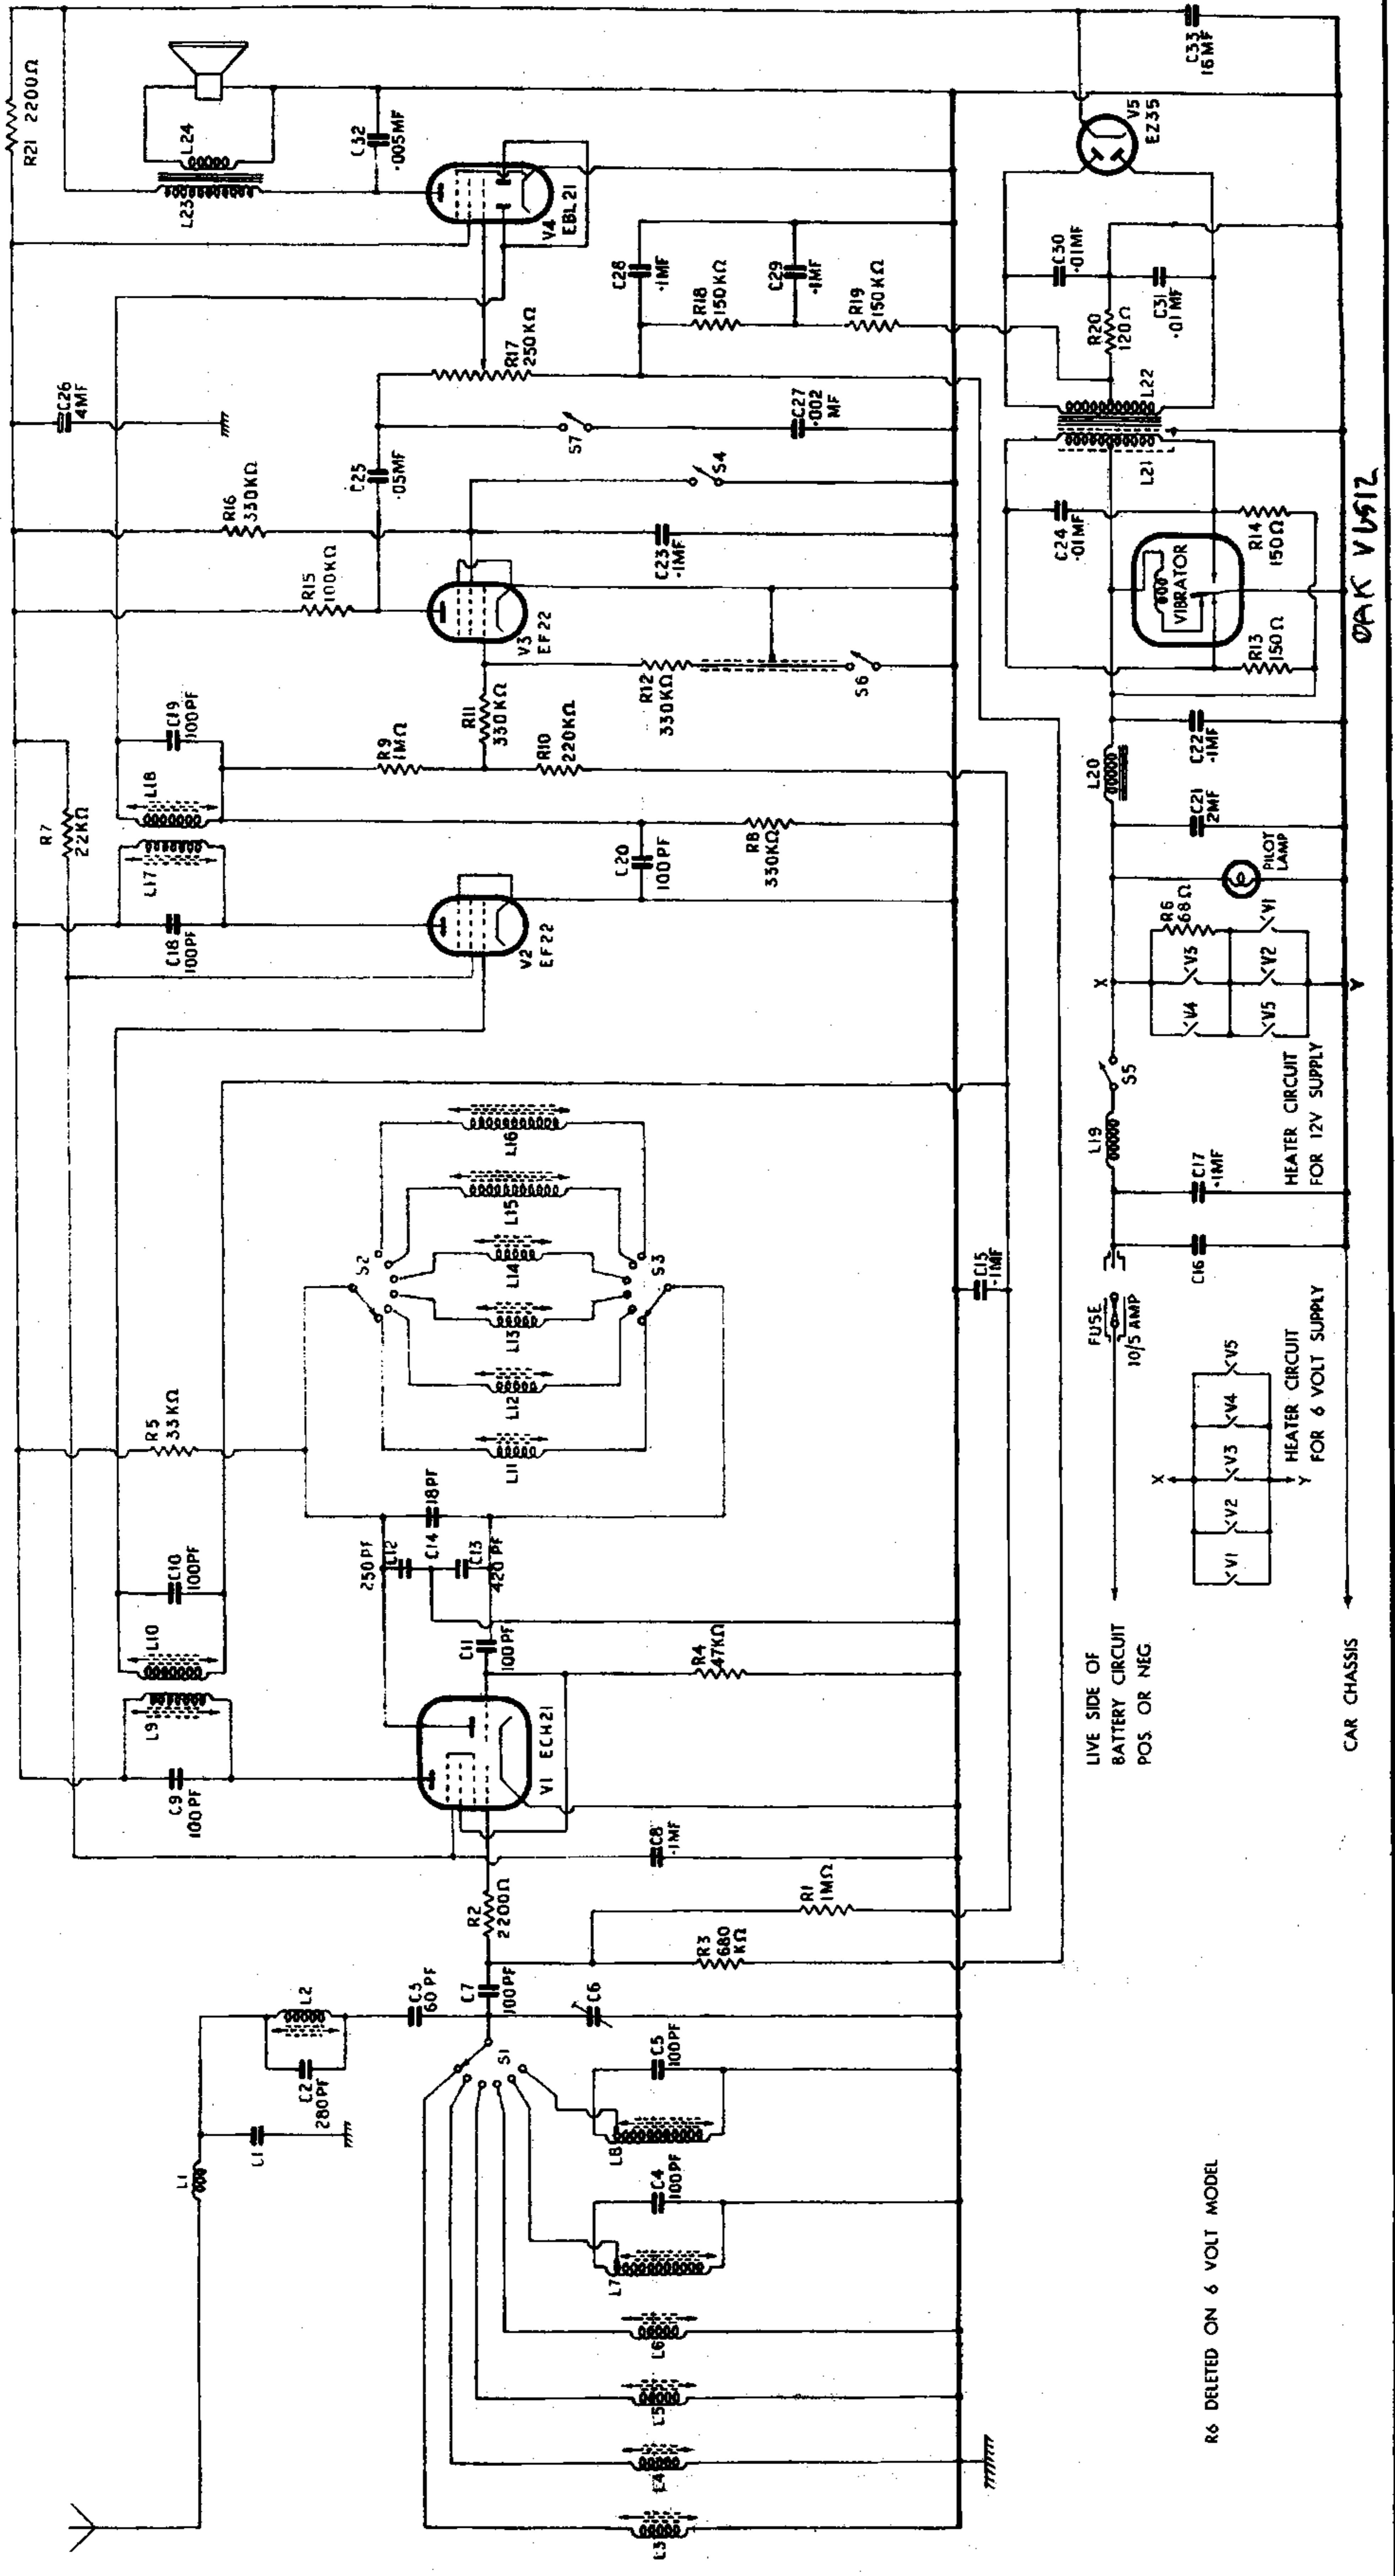 R21 2200Ω
L24
L23
C32
·005MF
V4
EBL21
C33
16MF
V5
EZ35
C26
4MF
R17
250KΩ
C28
·1MF
R18
150KΩ
C29
·1MF
R19
150KΩ
C30
·01MF
R20
120Ω
C31
·01MF
L22
L21
R16
330KΩ
C25
·05MF
S7
C27
·002
MF
S4
R15
100KΩ
C23
·1MF
V3
EF22
C24
·01MF
VIBRATOR
R14
150Ω
R13
150Ω
OAK V6512
R7
22KΩ
C19
100PF
L18
L17
C18
100PF
R9
1MΩ
R11
330KΩ
R10
220KΩ
R12
330KΩ
S6
V2
EF22
C20
100PF
R8
330KΩ
L20
C22
·1MF
C21
2MF
PILOT
LAMP
R6
68Ω
X
V4
V3
V5
V2
V1
Y
S5
L19
C17
·1MF
C16
HEATER CIRCUIT
FOR 12V SUPPLY
R5
33KΩ
S2
S3
L16
L15
L14
L13
L12
L11
C15
·1MF
FUSE
10/5 AMP
X
V1
V2
V3
V4
V5
Y
HEATER CIRCUIT
FOR 6 VOLT SUPPLY
C10
100PF
L10
L9
C9
100PF
250PF
C12
C14
18PF
C13
420PF
C11
100PF
V1
ECH21
R4
47KΩ
LIVE SIDE OF
BATTERY CIRCUIT
POS. OR NEG.
CAR CHASSIS
C8
·1MF
R2
2200Ω
R1
1MΩ
R3
680
KΩ
L1
C1
L2
C2
280PF
C3
60PF
C7
100PF
C6
S1
C5
100PF
L8
C4
100PF
L7
L6
L5
L4
L3
R6 DELETED ON 6 VOLT MODEL